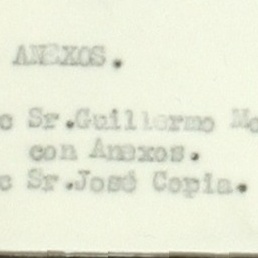 ANEXOS.
Sr.Guillermo
con Anexos.
Sr.José Copia.